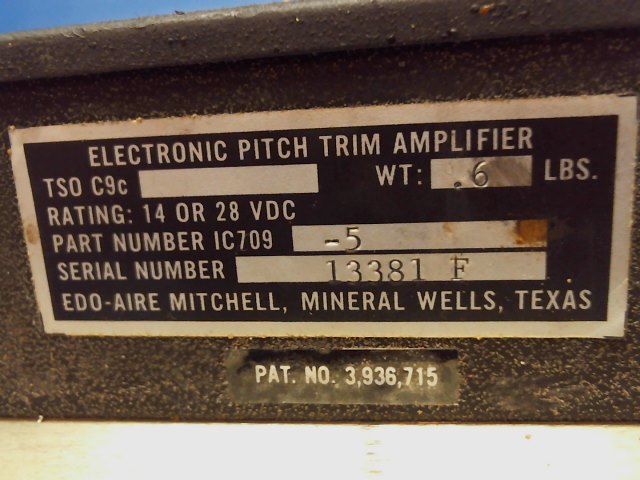 ELECTRONIC PITCH TRIM AMPLIFIER
TSO C9c WT: .6 LBS.
RATING: 14 OR 28 VDC
PART NUMBER IC709 -5
SERIAL NUMBER 13381 F
EDO-AIRE MITCHELL, MINERAL WELLS, TEXAS
PAT. NO. 3,936,715